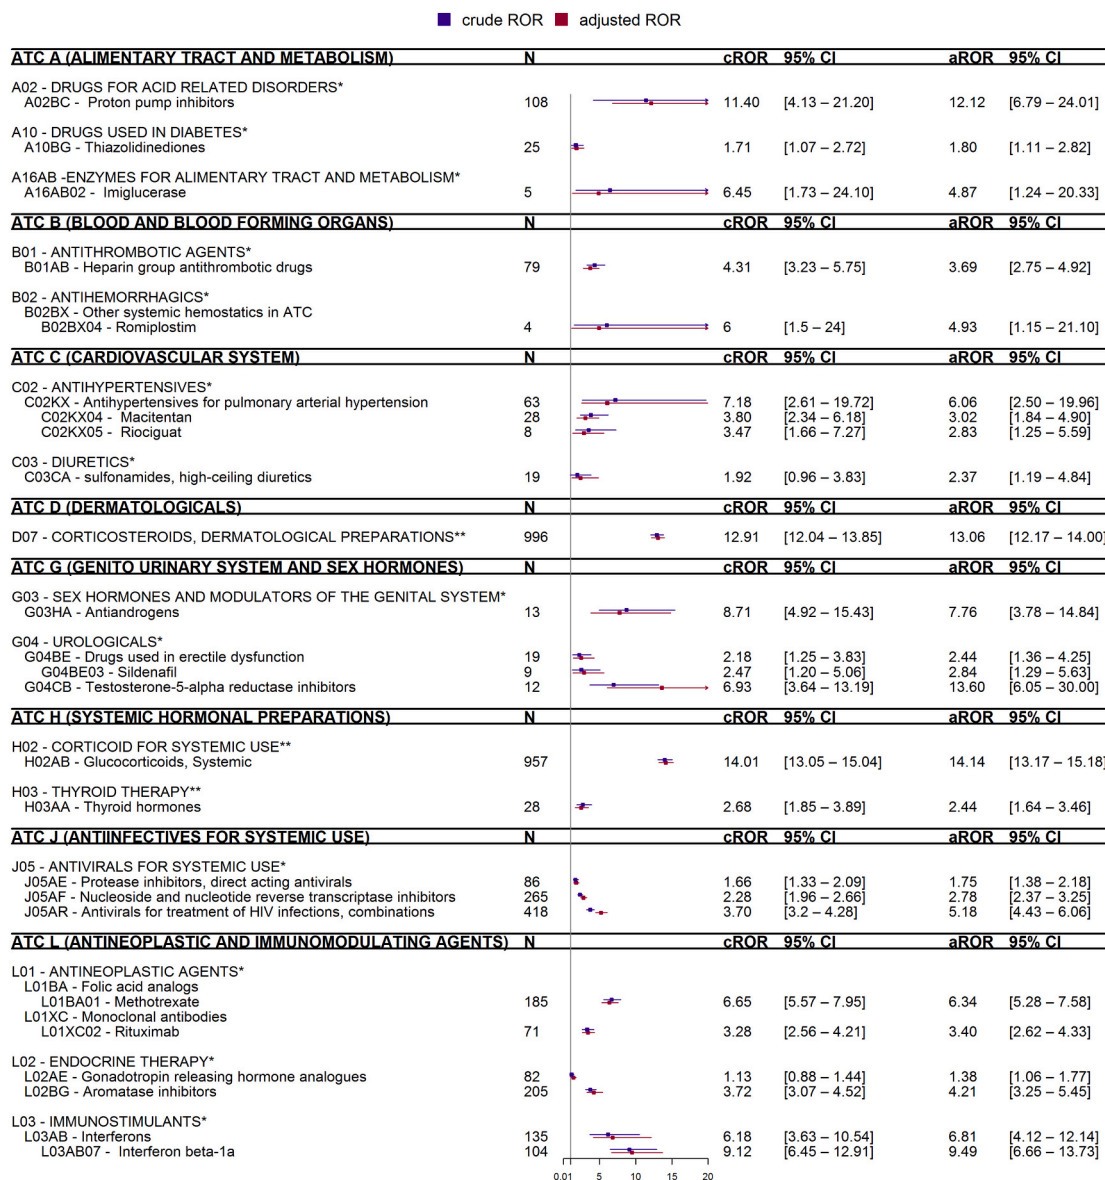 crude ROR adjusted ROR
ATC A (ALIMENTARY TRACT AND METABOLISM) N cROR 95% CI aROR 95% CI
A02 - DRUGS FOR ACID RELATED DISORDERS*
A02BC - Proton pump inhibitors 108 11.40 [4.13 – 21.20] 12.12 [6.79 – 24.01]
A10 - DRUGS USED IN DIABETES*
A10BG - Thiazolidinediones 25 1.71 [1.07 – 2.72] 1.80 [1.11 – 2.82]
A16AB -ENZYMES FOR ALIMENTARY TRACT AND METABOLISM*
A16AB02 - Imiglucerase 5 6.45 [1.73 – 24.10] 4.87 [1.24 – 20.33]
ATC B (BLOOD AND BLOOD FORMING ORGANS) N cROR 95% CI aROR 95% CI
B01 - ANTITHROMBOTIC AGENTS*
B01AB - Heparin group antithrombotic drugs 79 4.31 [3.23 – 5.75] 3.69 [2.75 – 4.92]
B02 - ANTIHEMORRHAGICS*
B02BX - Other systemic hemostatics in ATC
B02BX04 - Romiplostim 4 6 [1.5 – 24] 4.93 [1.15 – 21.10]
ATC C (CARDIOVASCULAR SYSTEM) N cROR 95% CI aROR 95% CI
C02 - ANTIHYPERTENSIVES*
C02KX - Antihypertensives for pulmonary arterial hypertension 63 7.18 [2.61 – 19.72] 6.06 [2.50 – 19.96]
C02KX04 - Macitentan 28 3.80 [2.34 – 6.18] 3.02 [1.84 – 4.90]
C02KX05 - Riociguat 8 3.47 [1.66 – 7.27] 2.83 [1.25 – 5.59]
C03 - DIURETICS*
C03CA - sulfonamides, high-ceiling diuretics 19 1.92 [0.96 – 3.83] 2.37 [1.19 – 4.84]
ATC D (DERMATOLOGICALS) N cROR 95% CI aROR 95% CI
D07 - CORTICOSTEROIDS, DERMATOLOGICAL PREPARATIONS** 996 12.91 [12.04 – 13.85] 13.06 [12.17 – 14.00]
ATC G (GENITO URINARY SYSTEM AND SEX HORMONES) N cROR 95% CI aROR 95% CI
G03 - SEX HORMONES AND MODULATORS OF THE GENITAL SYSTEM*
G03HA - Antiandrogens 13 8.71 [4.92 – 15.43] 7.76 [3.78 – 14.84]
G04 - UROLOGICALS*
G04BE - Drugs used in erectile dysfunction 19 2.18 [1.25 – 3.83] 2.44 [1.36 – 4.25]
G04BE03 - Sildenafil 9 2.47 [1.20 – 5.06] 2.84 [1.29 – 5.63]
G04CB - Testosterone-5-alpha reductase inhibitors 12 6.93 [3.64 – 13.19] 13.60 [6.05 – 30.00]
ATC H (SYSTEMIC HORMONAL PREPARATIONS) N cROR 95% CI aROR 95% CI
H02 - CORTICOID FOR SYSTEMIC USE**
H02AB - Glucocorticoids, Systemic 957 14.01 [13.05 – 15.04] 14.14 [13.17 – 15.18]
H03 - THYROID THERAPY**
H03AA - Thyroid hormones 28 2.68 [1.85 – 3.89] 2.44 [1.64 – 3.46]
ATC J (ANTIINFECTIVES FOR SYSTEMIC USE) N cROR 95% CI aROR 95% CI
J05 - ANTIVIRALS FOR SYSTEMIC USE*
J05AE - Protease inhibitors, direct acting antivirals 86 1.66 [1.33 – 2.09] 1.75 [1.38 – 2.18]
J05AF - Nucleoside and nucleotide reverse transcriptase inhibitors 265 2.28 [1.96 – 2.66] 2.78 [2.37 – 3.25]
J05AR - Antivirals for treatment of HIV infections, combinations 418 3.70 [3.2 – 4.28] 5.18 [4.43 – 6.06]
ATC L (ANTINEOPLASTIC AND IMMUNOMODULATING AGENTS) N cROR 95% CI aROR 95% CI
L01 - ANTINEOPLASTIC AGENTS*
L01BA - Folic acid analogs
L01BA01 - Methotrexate 185 6.65 [5.57 – 7.95] 6.34 [5.28 – 7.58]
L01XC - Monoclonal antibodies
L01XC02 - Rituximab 71 3.28 [2.56 – 4.21] 3.40 [2.62 – 4.33]
L02 - ENDOCRINE THERAPY*
L02AE - Gonadotropin releasing hormone analogues 82 1.13 [0.88 – 1.44] 1.38 [1.06 – 1.77]
L02BG - Aromatase inhibitors 205 3.72 [3.07 – 4.52] 4.21 [3.25 – 5.45]
L03 - IMMUNOSTIMULANTS*
L03AB - Interferons 135 6.18 [3.63 – 10.54] 6.81 [4.12 – 12.14]
L03AB07 - Interferon beta-1a 104 9.12 [6.45 – 12.91] 9.49 [6.66 – 13.73]
0.01 5 10 15 20